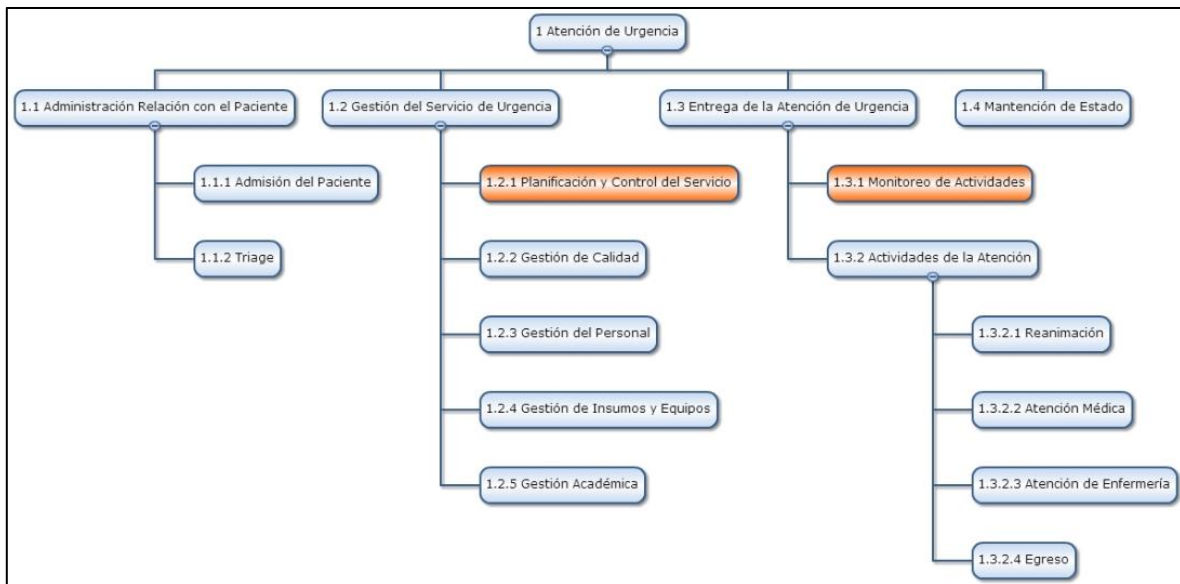 1 Atención de Urgencia
1.1 Administración Relación con el Paciente
1.2 Gestión del Servicio de Urgencia
1.3 Entrega de la Atención de Urgencia
1.4 Mantención de Estado
1.1.1 Admisión del Paciente
1.2.1 Planificación y Control del Servicio
1.3.1 Monitoreo de Actividades
1.1.2 Triage
1.2.2 Gestión de Calidad
1.3.2 Actividades de la Atención
1.2.3 Gestión del Personal
1.3.2.1 Reanimación
1.2.4 Gestión de Insumos y Equipos
1.3.2.2 Atención Médica
1.2.5 Gestión Académica
1.3.2.3 Atención de Enfermería
1.3.2.4 Egreso